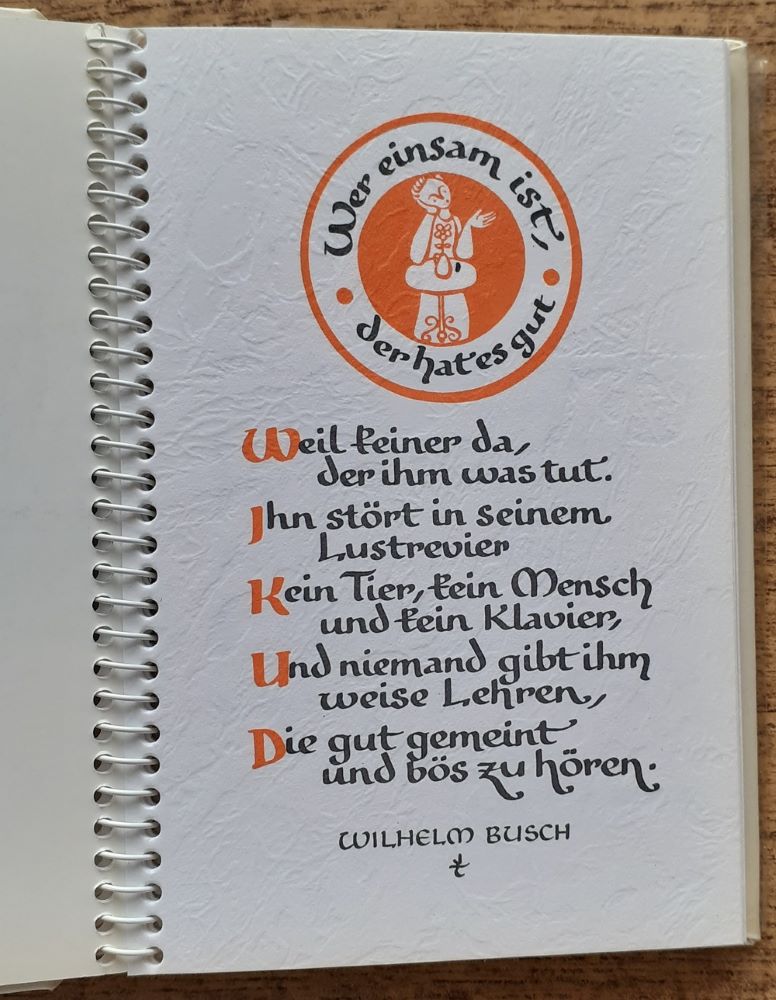 Wer einsam ist,
der hat es gut
Weil keiner da,
der ihm was tut.
Ihn stört in seinem
Lustrevier
Kein Tier, kein Mensch
und kein Klavier,
Und niemand gibt ihm
weise Lehren,
Die gut gemeint
und bös zu hören.
WILHELM BUSCH